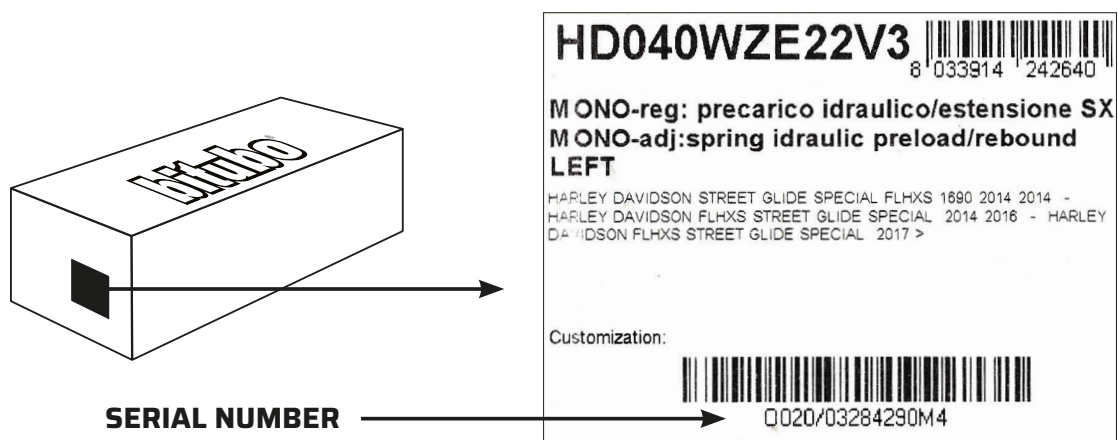 bitubo
HD040WZE22V3
8 033914 242640
MONO-reg: precarico idraulico/estensione SX
MONO-adj:spring idraulic preload/rebound
LEFT
HARLEY DAVIDSON STREET GLIDE SPECIAL FLHXS 1690 2014 2014 -
HARLEY DAVIDSON FLHXS STREET GLIDE SPECIAL 2014 2016 - HARLEY
DAVIDSON FLHXS STREET GLIDE SPECIAL 2017 >
Customization:
SERIAL NUMBER
Q020/03284290M4